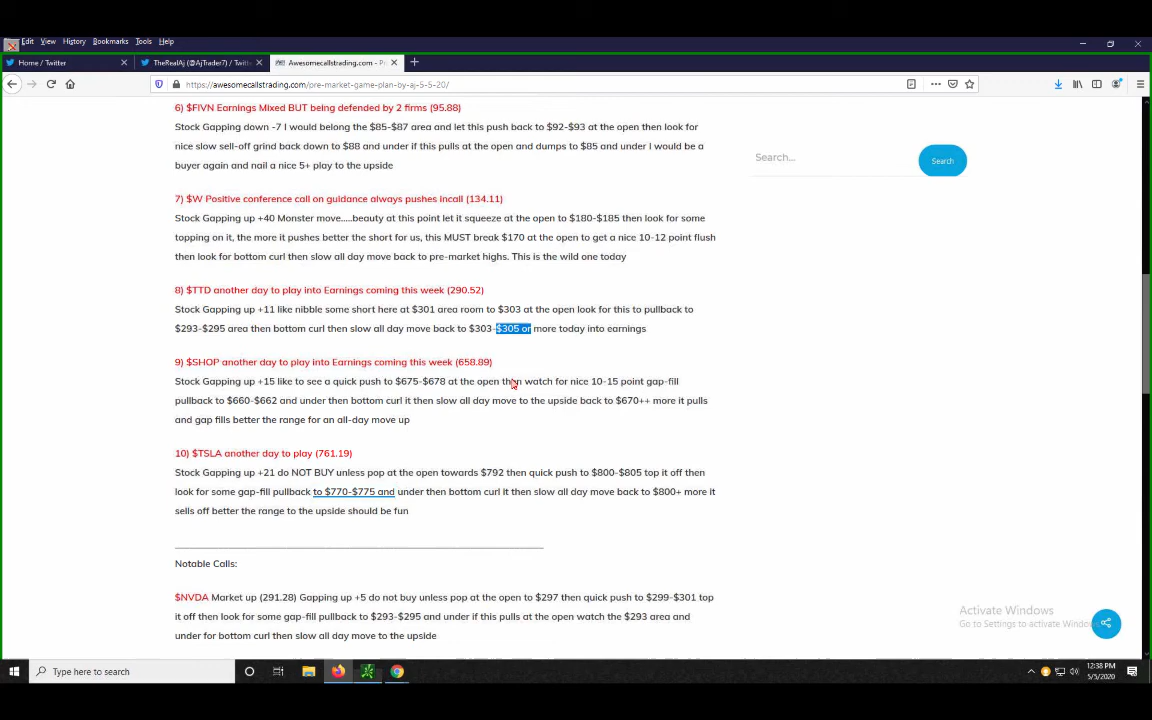 Edit View History Bookmarks Tools Help
Home / Twitter
TheRealAj (@AjTrader7) / Twitt
Awesomecallstrading.com - Pr
https://awesomecallstrading.com/pre-market-game-plan-by-aj-5-5-20/
6) $FIVN Earnings Mixed BUT being defended by 2 firms (95.88)
Stock Gapping down -7 I would belong the $85-$87 area and let this push back to $92-$93 at the open then look for
nice slow sell-off grind back down to $88 and under if this pulls at the open and dumps to $85 and under I would be a
buyer again and nail a nice 5+ play to the upside
Search...
Search
7) $W Positive conference call on guidance always pushes incall (134.11)
Stock Gapping up +40 Monster move.....beauty at this point let it squeeze at the open to $180-$185 then look for some
topping on it, the more it pushes better the short for us, this MUST break $170 at the open to get a nice 10-12 point flush
then look for bottom curl then slow all day move back to pre-market highs. This is the wild one today
8) $TTD another day to play into Earnings coming this week (290.52)
Stock Gapping up +11 like nibble some short here at $301 area room to $303 at the open look for this to pullback to
$293-$295 area then bottom curl then slow all day move back to $303-$305 or more today into earnings
9) $SHOP another day to play into Earnings coming this week (658.89)
Stock Gapping up +15 like to see a quick push to $675-$678 at the open then watch for nice 10-15 point gap-fill
pullback to $660-$662 and under then bottom curl it then slow all day move to the upside back to $670++ more it pulls
and gap fills better the range for an all-day move up
10) $TSLA another day to play (761.19)
Stock Gapping up +21 do NOT BUY unless pop at the open towards $792 then quick push to $800-$805 top it off then
look for some gap-fill pullback to $770-$775 and under then bottom curl it then slow all day move back to $800+ more it
sells off better the range to the upside should be fun
Notable Calls:
$NVDA Market up (291.28) Gapping up +5 do not buy unless pop at the open to $297 then quick push to $299-$301 top
it off then look for some gap-fill pullback to $293-$295 and under if this pulls at the open watch the $293 area and
under for bottom curl then slow all day move to the upside
Activate Windows
Go to Settings to activate Windows
Type here to search
12:38 PM
5/5/2020